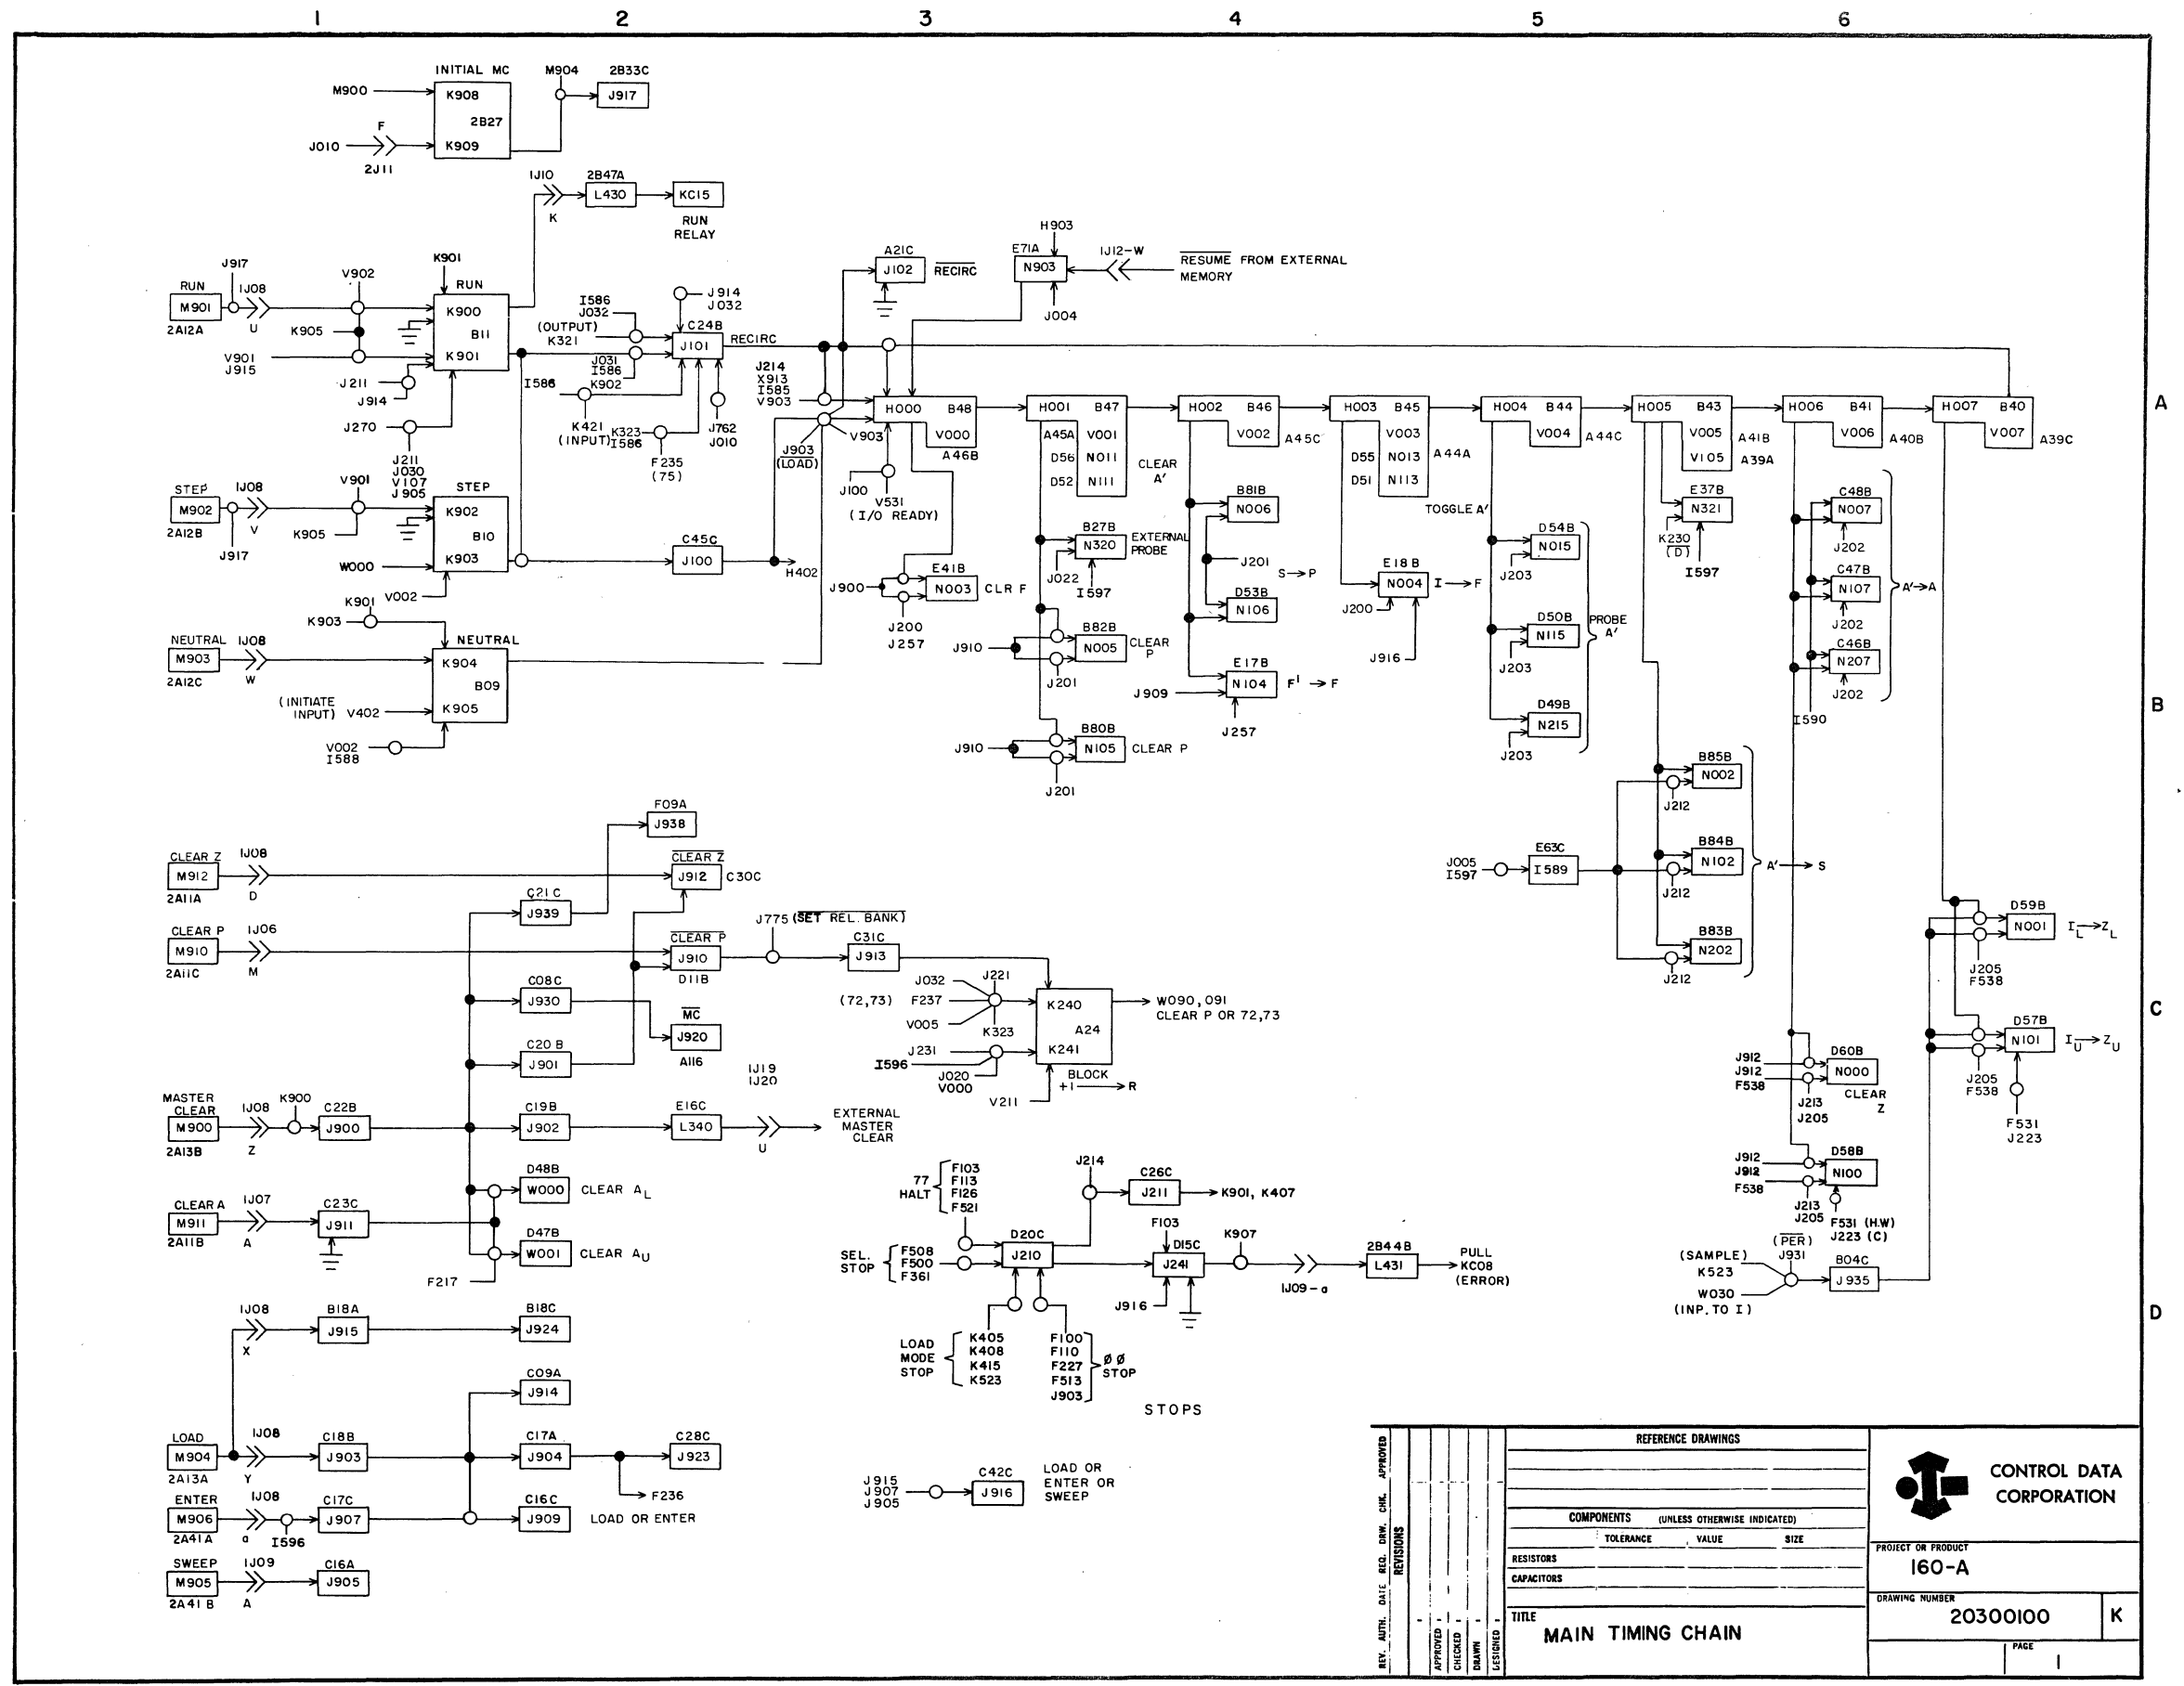 1 2 3 4 5 6
INITIAL MC
M900
K908
2B27
K909
J010
F
2J11
M904
2B33C
J917
1J10
K
2B47A
L430
KC15
RUN
RELAY
J917
RUN
M901
2A12A
1J08
U
V902
K905
V901
J915
K901
RUN
K900
B11
K901
J211
J914
J270
J211
J030
V107
J905
STEP
M902
2A12B
J917
1J08
V
V901
K905
STEP
K902
B10
K903
W000
V002
K901
K903
NEUTRAL
M903
2A12C
1J08
W
NEUTRAL
K904
B09
K905
(INITIATE
INPUT) V402
V002
I588
I586
J032
(OUTPUT)
K321
J031
I586
J914
J032
C24B
J101
RECIRC
I586
K902
K421
(INPUT)
K323
I586
F235
(75)
J762
J010
C45C
J100
H402
A21C
J102
RECIRC
H903
E71A
N903
J004
1J12-W
RESUME FROM EXTERNAL
MEMORY
J214
X913
I585
V903
J903
(LOAD)
V903
H000 B48
V000
A46B
J100
V531
(I/O READY)
J900
E41B
N003
CLR F
J200
J257
H001 B47
A45A V001
D56 N011
D52 N111
CLEAR
A'
B27B
N320
EXTERNAL
PROBE
J022
I597
J910
B82B
N005
CLEAR
P
J201
J910
B80B
N105
CLEAR P
J201
H002 B46
V002
A45C
B81B
N006
J201
S→P
D53B
N106
E17B
N104
J909
F' → F
J257
H003 B45
V003
D55 N013
D51 N113
A44A
E18B
N004
I → F
J200
J916
H004 B44
V004
A44C
TOGGLE A'
D54B
N015
J203
D50B
N115
J203
PROBE
A'
D49B
N215
J203
H005 B43
V005
V105
A41B
A39A
E37B
N321
K230
(D)
I597
B85B
N002
J212
B84B
N102
J212
A' → S
B83B
N202
J212
J005
I597
E63C
I589
H006 B41
V006
A40B
C48B
N007
J202
C47B
N107
J202
A'→A
C46B
N207
J202
I590
H007 B40
V007
A39C
A
B
C
D
D59B
N001
I L → Z L
J205
F538
D57B
N101
I U → Z U
J205
F538
F531
J223
J912
J912
F538
D60B
N000
J213
J205
CLEAR
Z
J912
J912
F538
D58B
N100
J213
J205
F531 (H.W)
J223 (C)
(PER)
J931
(SAMPLE)
K523
W030
(INP. TO I)
B04C
J935
F09A
J938
CLEAR Z
M912
2A11A
1J08
D
CLEAR Z
J912
C30C
C21C
J939
CLEAR P
M910
2A11C
1J06
M
CLEAR P
J910
D11B
J775 (SET REL. BANK)
C31C
J913
C08C
J930
MC
J920
A116
C20B
J901
J032
(72,73) F237
V005
J221
K323
J231
I596
J020
V000
K240
A24
K241
W090, 091
CLEAR P OR 72,73
BLOCK
+1 → R
V211
MASTER
CLEAR
M900
2A13B
1J08
Z
K900
C22B
J900
C19B
J902
E16C
L340
1J19
1J20
U
EXTERNAL
MASTER
CLEAR
CLEAR A
M911
2A11B
1J07
A
C23C
J911
D48B
W000
CLEAR A L
D47B
W001
CLEAR A U
F217
77
HALT
F103
F113
F126
F521
SEL.
STOP
F508
F500
F361
D20C
J210
J214
C26C
J211
K901, K407
F103
D15C
J241
J916
K907
1J09-a
2B44B
L431
PULL
KC08
(ERROR)
LOAD
MODE
STOP
K405
K408
K415
K523
F100
F110
F227
F513
J903
ØØ
STOP
STOPS
1J08
X
B18A
J915
B18C
J924
C09A
J914
LOAD
M904
2A13A
1J08
Y
C18B
J903
C17A
J904
C28C
J923
F236
ENTER
M906
2A41A
1J08
a
I596
C17C
J907
C16C
J909
LOAD OR ENTER
SWEEP
M905
2A41B
1J09
A
C16A
J905
J915
J907
J905
C42C
J916
LOAD OR
ENTER OR
SWEEP
REV. AUTH. DATE REQ. DRW. CHK. APPROVED
REVISIONS
APPROVED
CHECKED
DRAWN
DESIGNED
REFERENCE DRAWINGS
COMPONENTS (UNLESS OTHERWISE INDICATED)
TOLERANCE VALUE SIZE
RESISTORS
CAPACITORS
TITLE
MAIN TIMING CHAIN
CONTROL DATA
CORPORATION
PROJECT OR PRODUCT
160-A
DRAWING NUMBER
20300100 K
PAGE
1